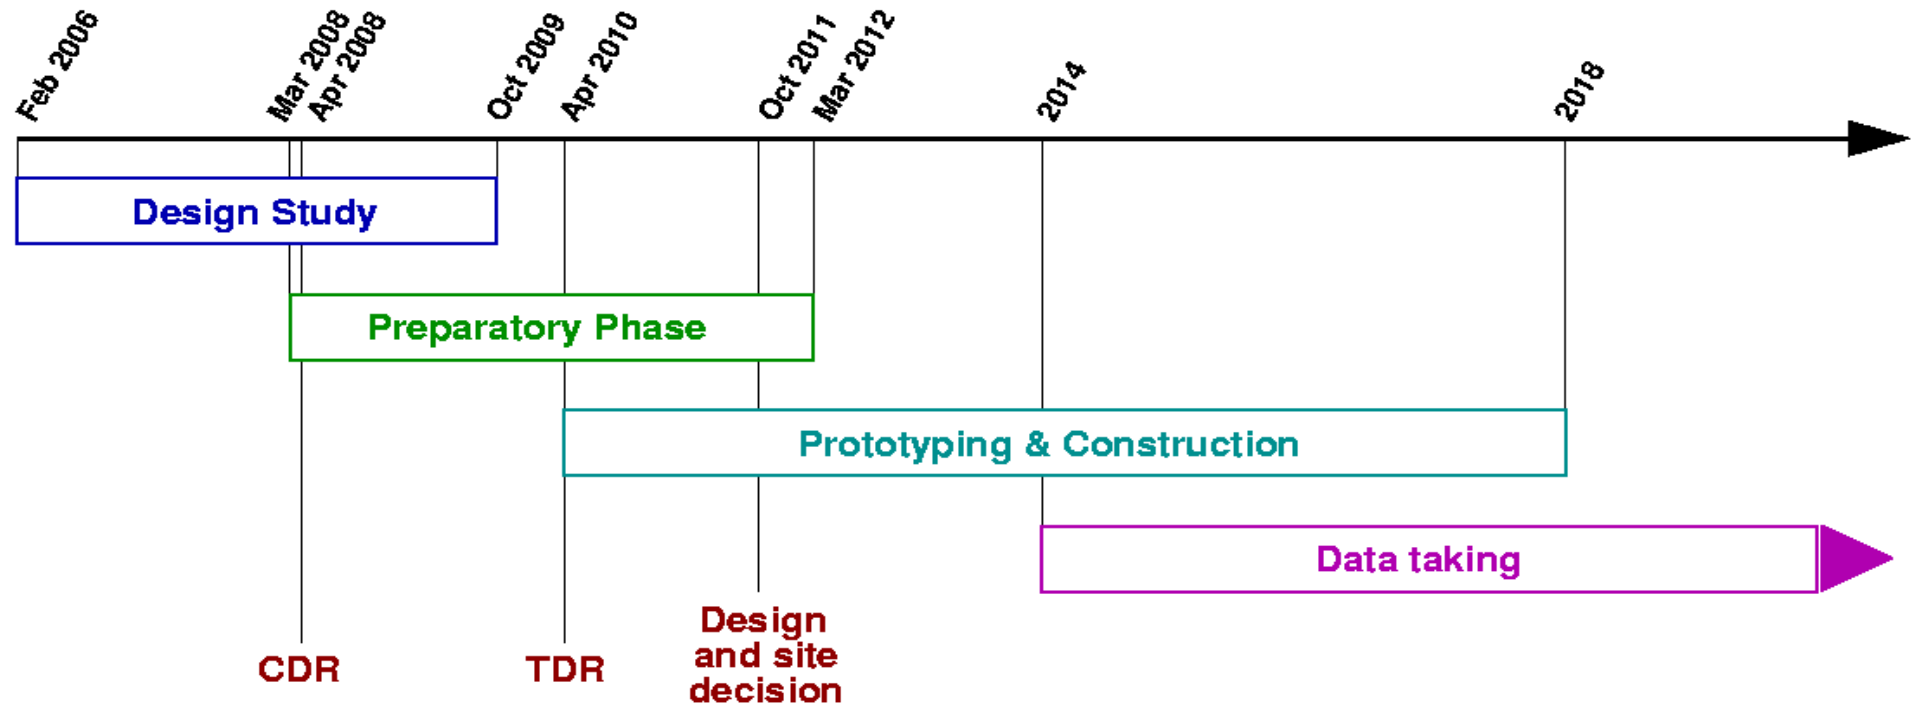 Feb 2006
Mar 2008
Apr 2008
Oct 2009
Apr 2010
Oct 2011
Mar 2012
2014
2018
Design Study
Preparatory Phase
Prototyping & Construction
Data taking
CDR
TDR
Design
and site
decision